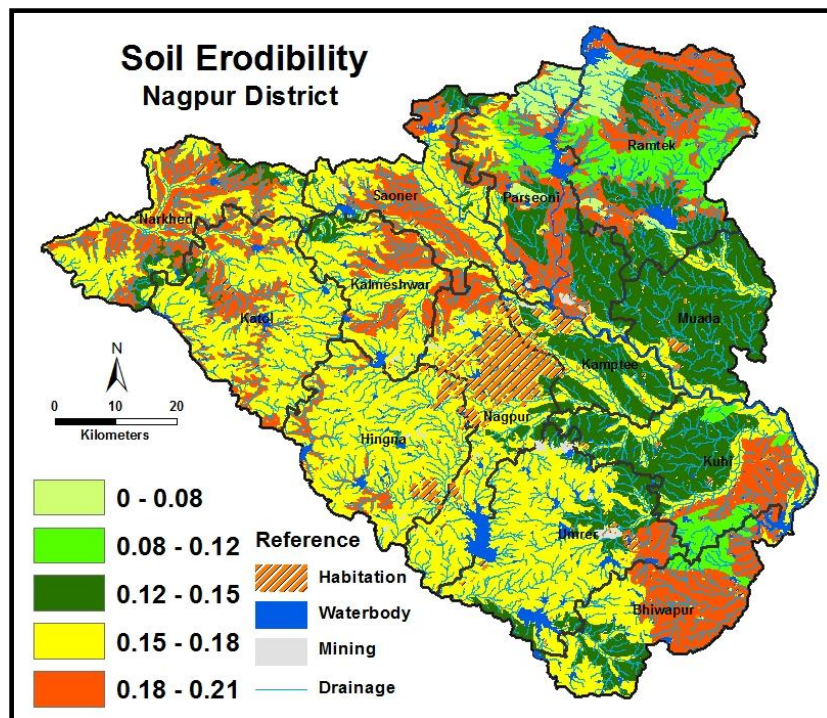 Soil Erodibility
Nagpur District
Ramtek
Parseoni
Saoner
Narkhed
Kalmeshwar
Katol
Muada
Kamptee
Nagpur
Hingna
Kuhi
Umrer
Bhiwapur
N
0 10 20
Kilometers
0 - 0.08
0.08 - 0.12
0.12 - 0.15
0.15 - 0.18
0.18 - 0.21
Reference
Habitation
Waterbody
Mining
Drainage